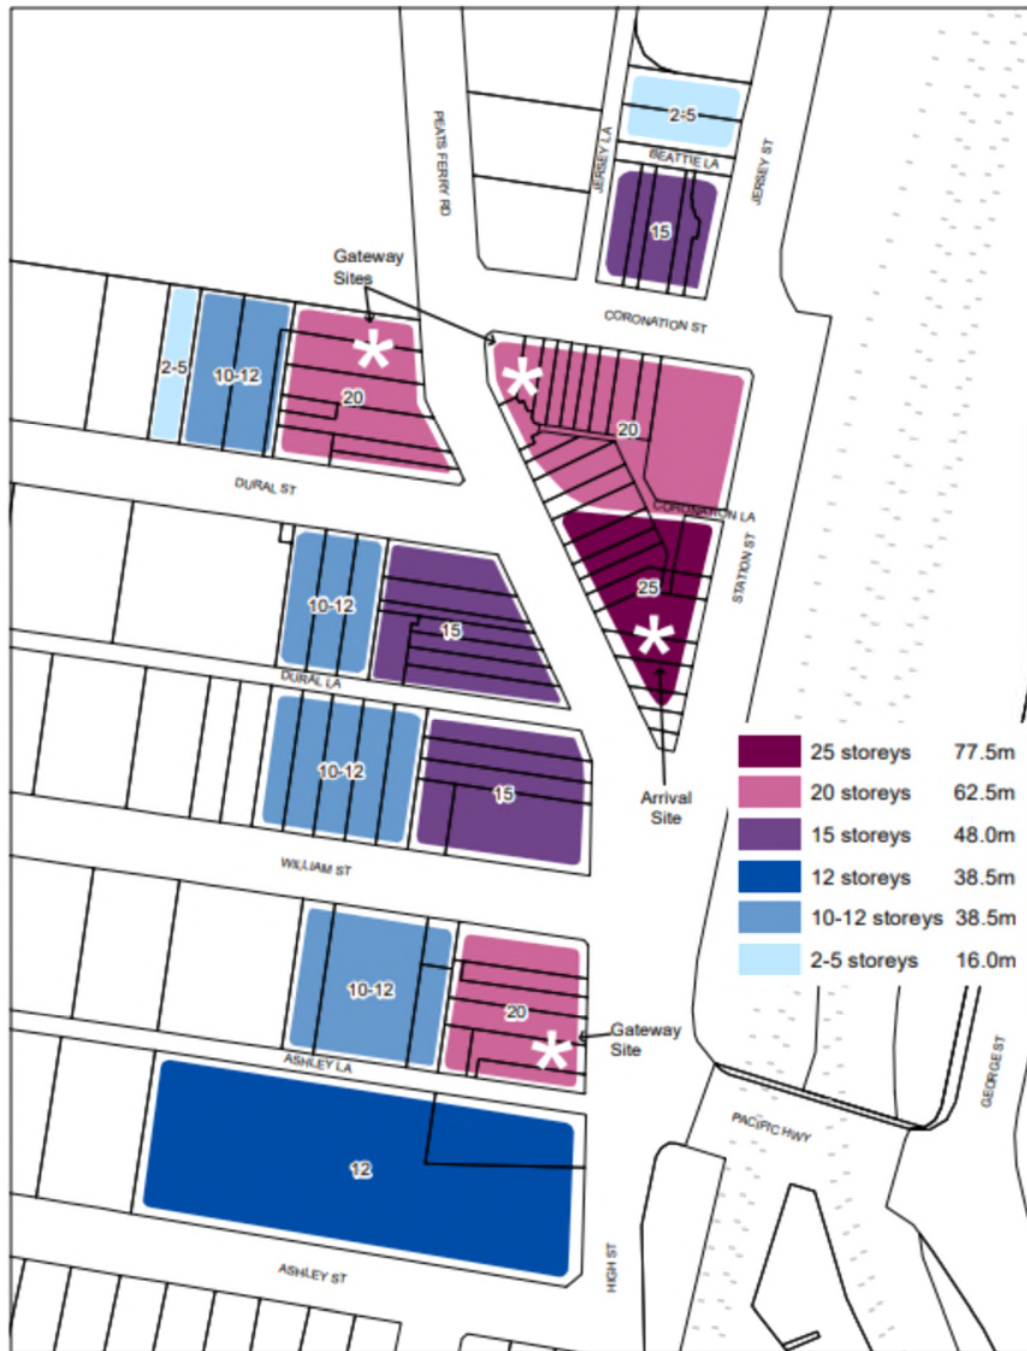 2-5
BEATTIE LA
PEATS FERRY RD
JERSEY LA
JERSEY ST
15
Gateway
Sites
CORONATION ST
2-5
10-12
20
20
DURAL ST
CORONATION LA
STATION ST
25
10-12
15
DURAL LA
10-12
15
25 storeys 77.5m
20 storeys 62.5m
15 storeys 48.0m
12 storeys 38.5m
10-12 storeys 38.5m
2-5 storeys 16.0m
Arrival
Site
WILLIAM ST
10-12
20
Gateway
Site
ASHLEY LA
GEORGE ST
PACIFIC HWY
12
ASHLEY ST
HIGH ST